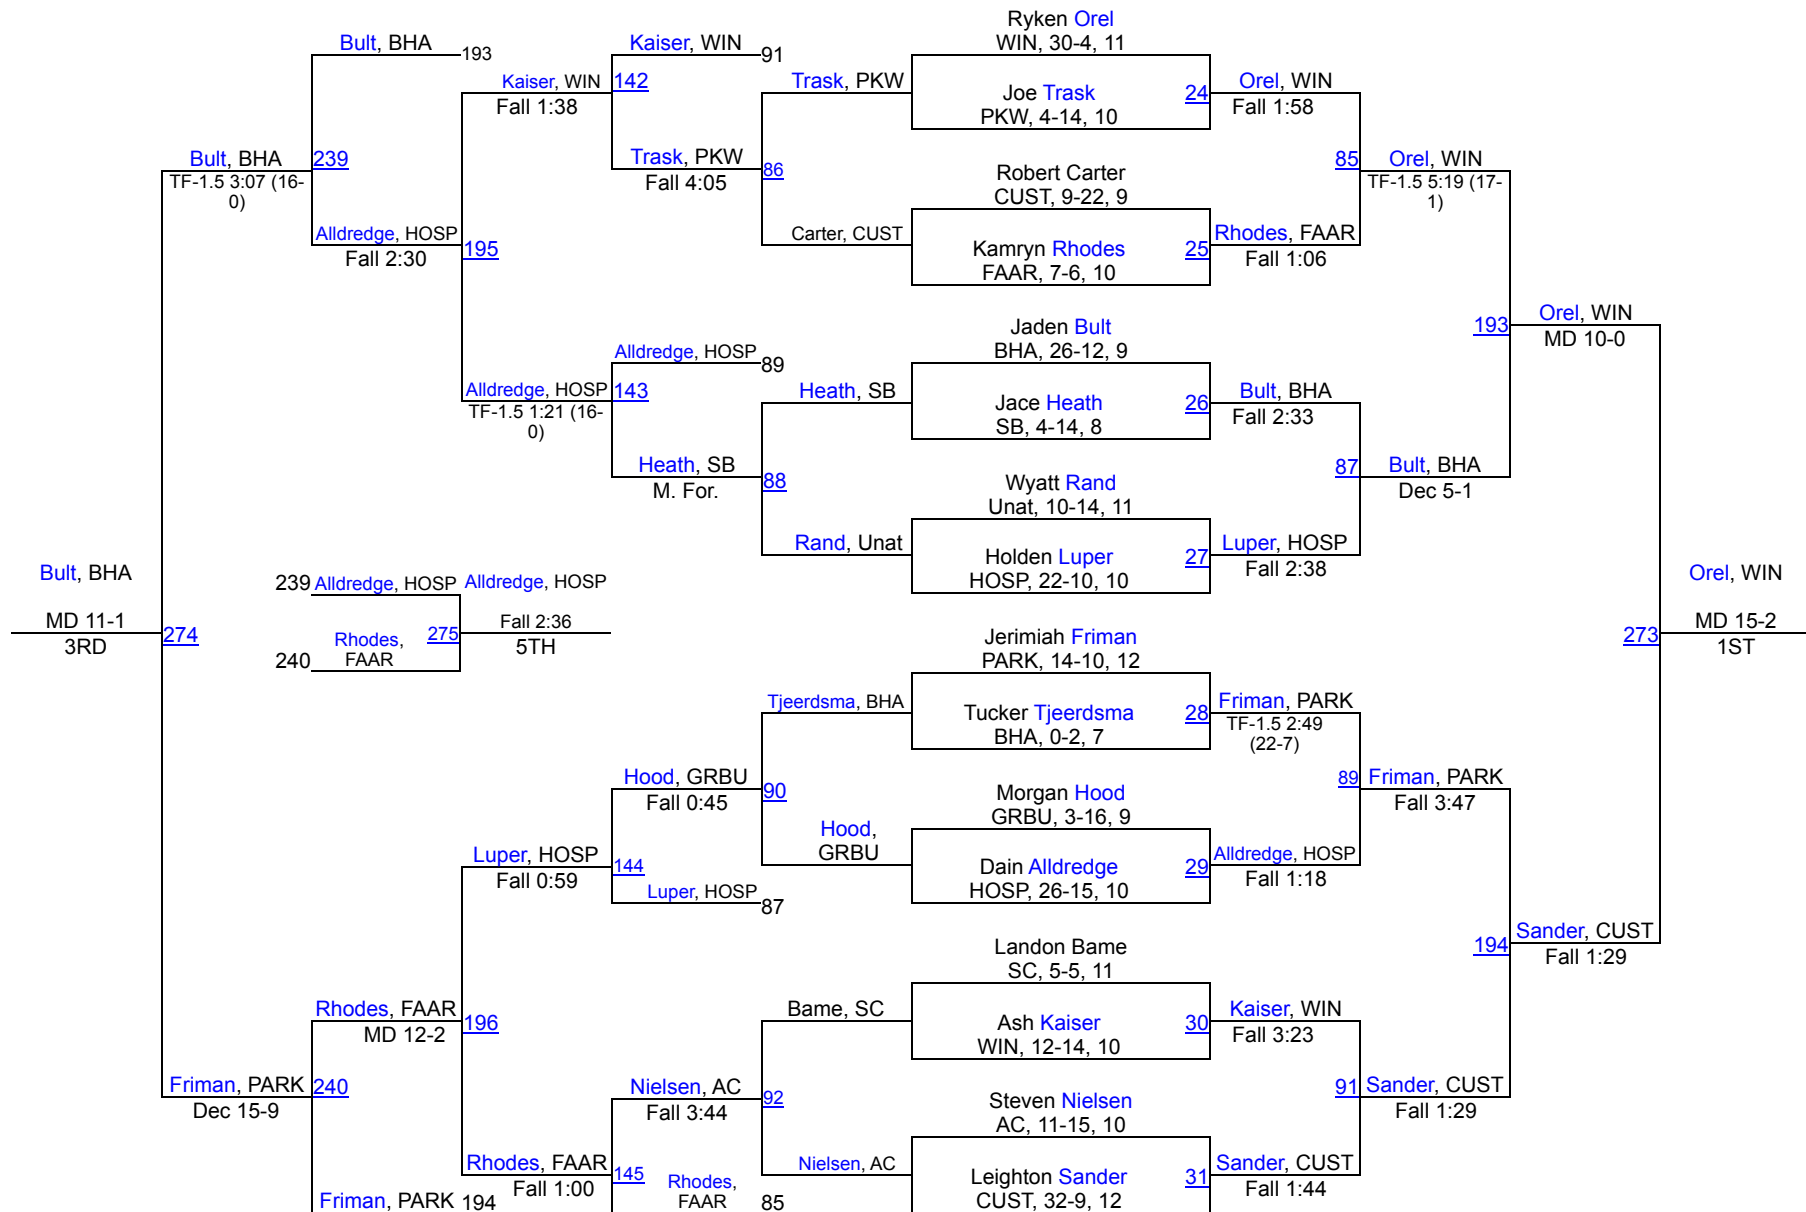 Ryken Orel
WIN, 30-4, 11
Bult, BHA
193
Kaiser, WIN
91
Kaiser, WIN
142
Fall 1:38
Trask, PKW
Joe Trask
PKW, 4-14, 10
24
Orel, WIN
Fall 1:58
Bult, BHA
239
TF-1.5 3:07 (16-
0)
Trask, PKW
86
Fall 4:05
Robert Carter
CUST, 9-22, 9
85
Orel, WIN
TF-1.5 5:19 (17-
1)
Alldredge, HOSP
195
Fall 2:30
Carter, CUST
Kamryn Rhodes
FAAR, 7-6, 10
25
Rhodes, FAAR
Fall 1:06
Jaden Bult
BHA, 26-12, 9
193
Orel, WIN
MD 10-0
Alldredge, HOSP
89
Alldredge, HOSP
143
TF-1.5 1:21 (16-
0)
Heath, SB
Jace Heath
SB, 4-14, 8
26
Bult, BHA
Fall 2:33
Heath, SB
88
M. For.
Wyatt Rand
Unat, 10-14, 11
87
Bult, BHA
Dec 5-1
Rand, Unat
Holden Luper
HOSP, 22-10, 10
27
Luper, HOSP
Fall 2:38
Bult, BHA
MD 11-1
3RD
274
239
Alldredge, HOSP
Alldredge, HOSP
240
Rhodes,
FAAR
275
Fall 2:36
5TH
Orel, WIN
MD 15-2
1ST
273
Jerimiah Friman
PARK, 14-10, 12
Tjeerdsma, BHA
Tucker Tjeerdsma
BHA, 0-2, 7
28
Friman, PARK
TF-1.5 2:49
(22-7)
Hood, GRBU
90
Fall 0:45
Morgan Hood
GRBU, 3-16, 9
89
Friman, PARK
Fall 3:47
Hood,
GRBU
Luper, HOSP
144
Fall 0:59
Dain Alldredge
HOSP, 26-15, 10
29
Alldredge, HOSP
Fall 1:18
Luper, HOSP
87
Landon Bame
SC, 5-5, 11
194
Sander, CUST
Fall 1:29
Rhodes, FAAR
196
MD 12-2
Bame, SC
Ash Kaiser
WIN, 12-14, 10
30
Kaiser, WIN
Fall 3:23
Friman, PARK
240
Dec 15-9
Nielsen, AC
92
Fall 3:44
Steven Nielsen
AC, 11-15, 10
91
Sander, CUST
Fall 1:29
Rhodes, FAAR
145
Fall 1:00
Rhodes,
FAAR
85
Nielsen, AC
Leighton Sander
CUST, 32-9, 12
31
Sander, CUST
Fall 1:44
Friman, PARK
194